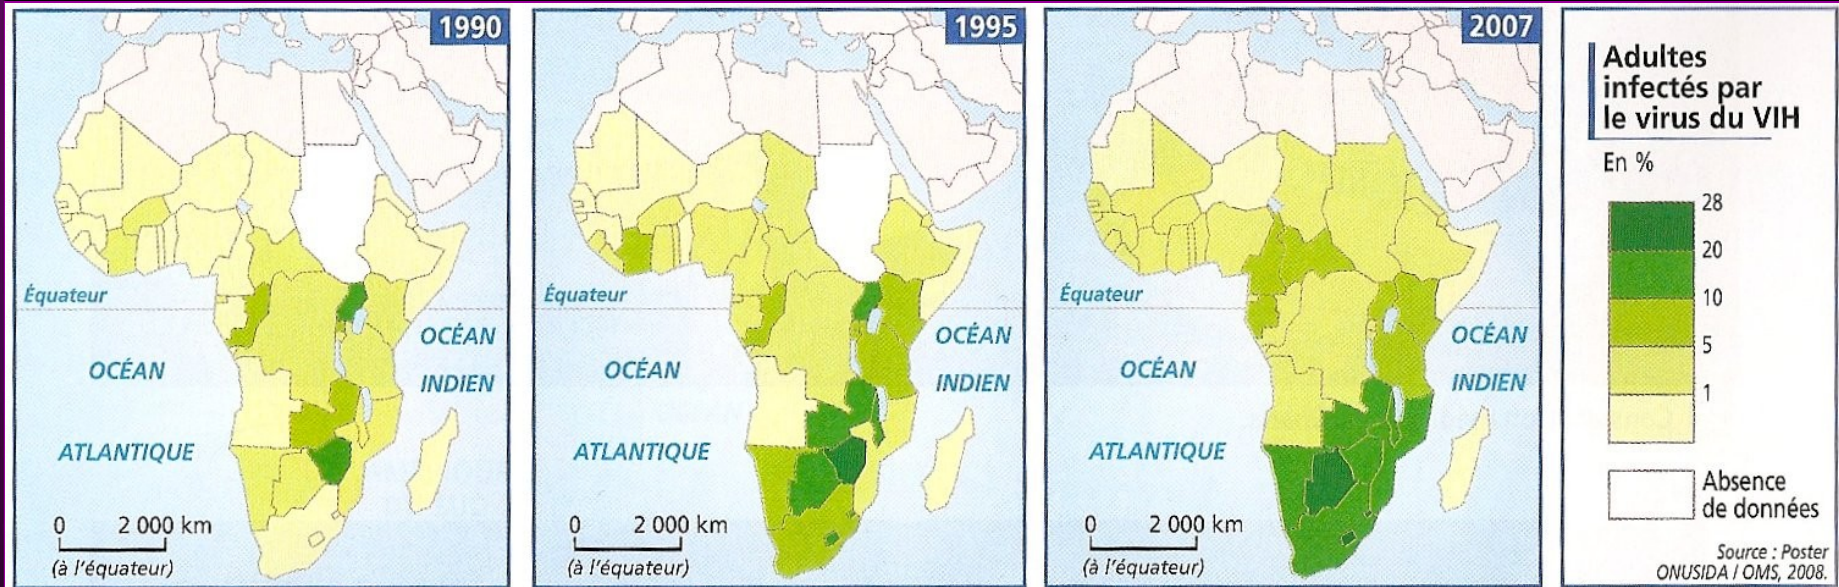 1990
Équateur
OCÉAN
INDIEN
OCÉAN
ATLANTIQUE
0 2 000 km
(à l'équateur)
1995
Équateur
OCÉAN
INDIEN
OCÉAN
ATLANTIQUE
0 2 000 km
(à l'équateur)
2007
Équateur
OCÉAN
INDIEN
OCÉAN
ATLANTIQUE
0 2 000 km
(à l'équateur)
Adultes
infectés par
le virus du VIH
En %
28
20
10
5
1
Absence
de données
Source : Poster
ONUSIDA / OMS, 2008.